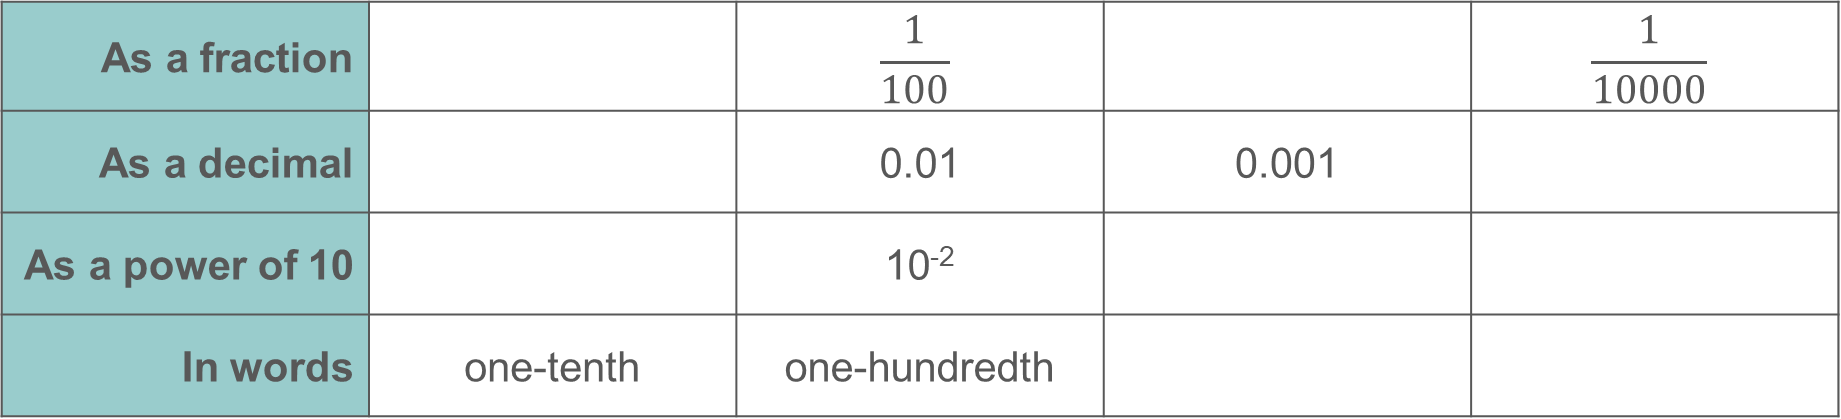 As a fraction 1/100 1/10000
As a decimal 0.01 0.001
As a power of 10 10⁻²
In words one-tenth one-hundredth